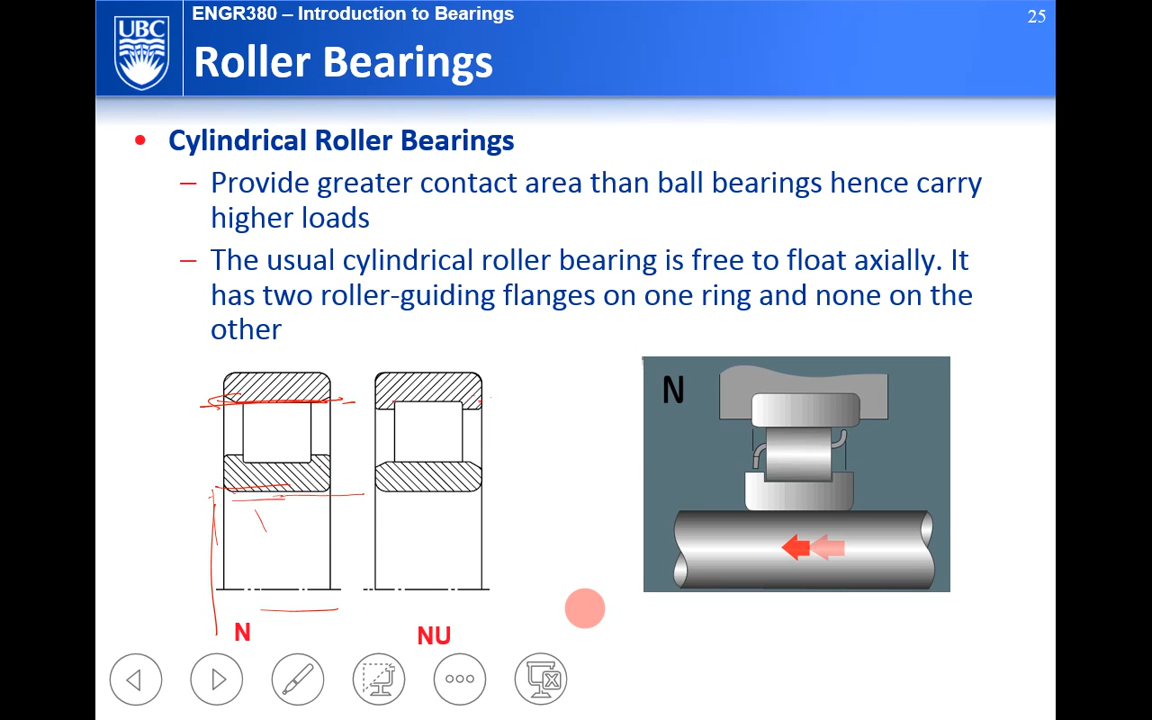 ENGR380 – Introduction to Bearings
25
UBC
Roller Bearings
• Cylindrical Roller Bearings
– Provide greater contact area than ball bearings hence carry
higher loads
– The usual cylindrical roller bearing is free to float axially. It
has two roller-guiding flanges on one ring and none on the
other
N
N
NU